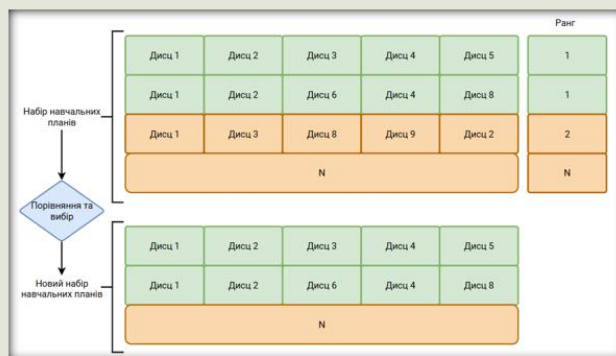 Ранг
Дисц 1 Дисц 2 Дисц 3 Дисц 4 Дисц 5 1
Дисц 1 Дисц 2 Дисц 6 Дисц 4 Дисц 8 1
Набір навчальних
планів
Дисц 1 Дисц 3 Дисц 8 Дисц 9 Дисц 2 2
N N
Порівняння та
вибір
Дисц 1 Дисц 2 Дисц 3 Дисц 4 Дисц 5
Новий набір
навчальних планів
Дисц 1 Дисц 2 Дисц 6 Дисц 4 Дисц 8
N